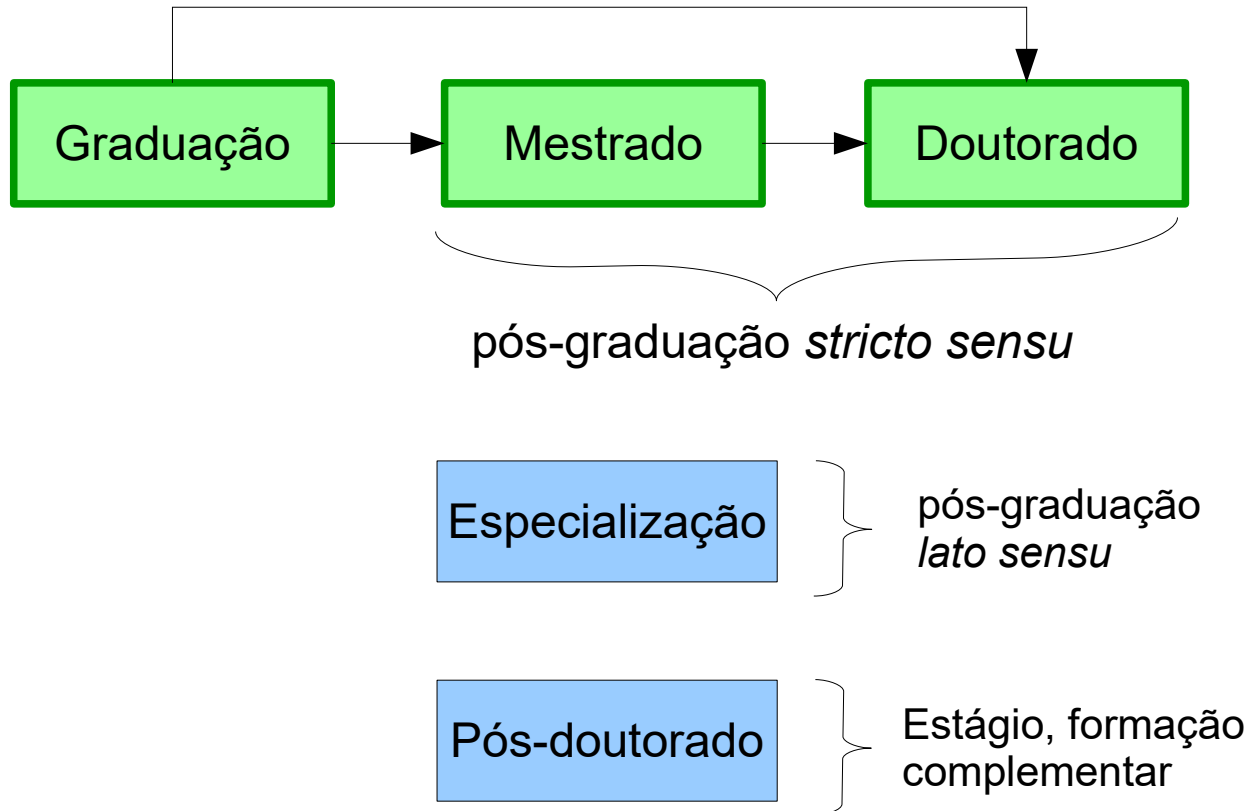 Graduação
Mestrado
Doutorado
pós-graduação stricto sensu
Especialização
pós-graduação
lato sensu
Pós-doutorado
Estágio, formação
complementar